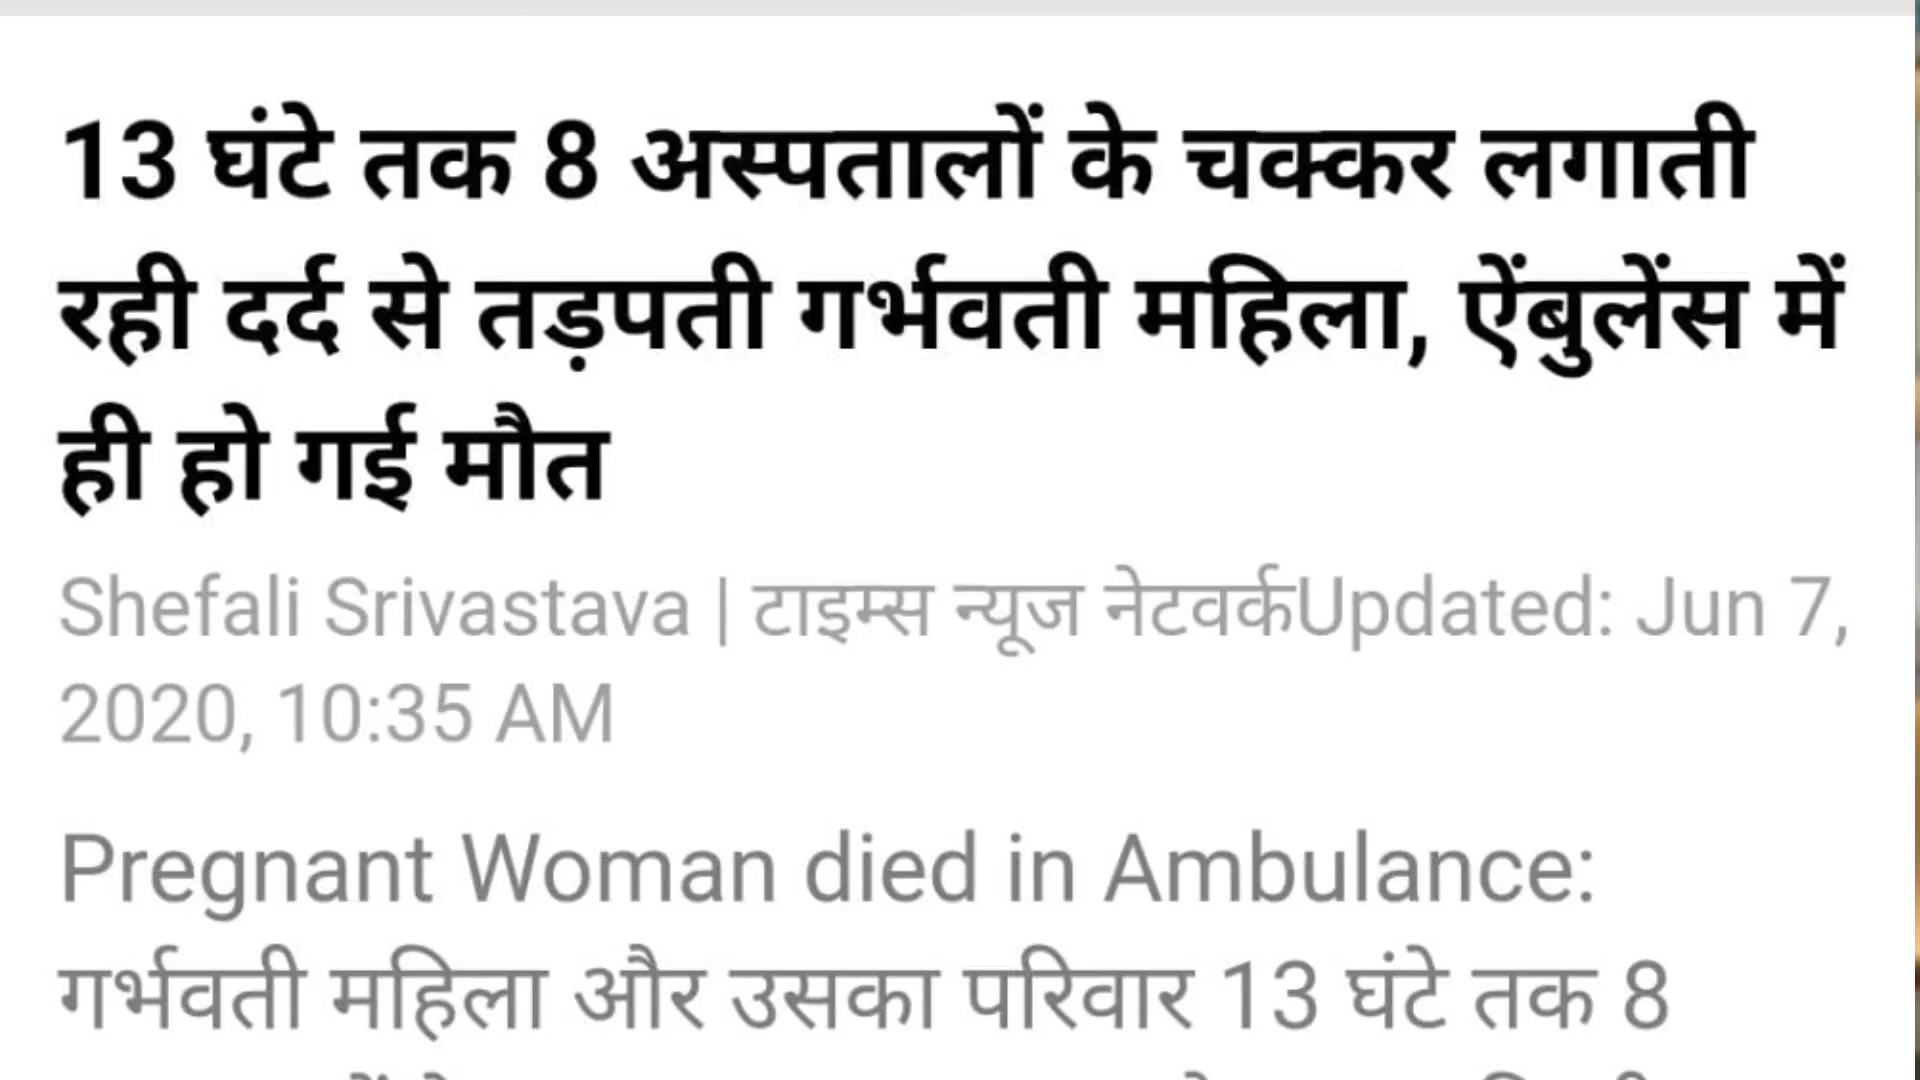 13 घंटे तक 8 अस्पतालों के चक्कर लगाती
रही दर्द से तड़पती गर्भवती महिला, ऐंबुलेंस में
ही हो गई मौत
Shefali Srivastava | टाइम्स न्यूज नेटवर्कUpdated: Jun 7,
2020, 10:35 AM
Pregnant Woman died in Ambulance:
गर्भवती महिला और उसका परिवार 13 घंटे तक 8